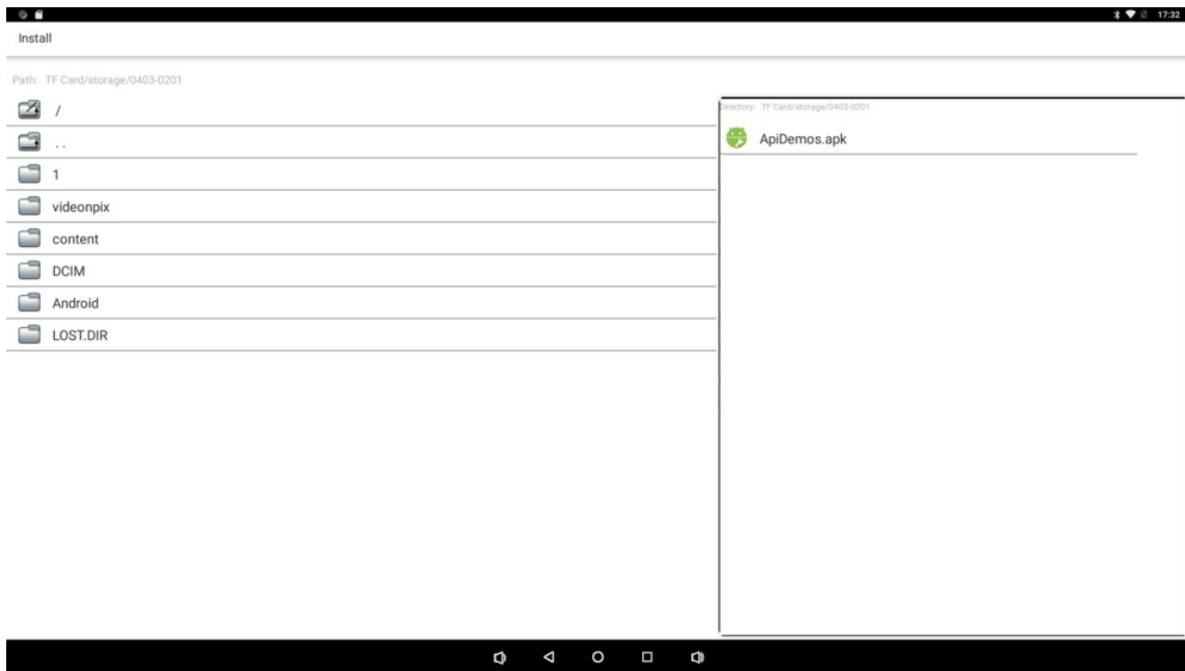 17:32
Install
Path: TF Card/storage/0403-0201
/
..
1
videonpix
content
DCIM
Android
LOST.DIR
Directory: TF Card/storage/0403-0201
ApiDemos.apk